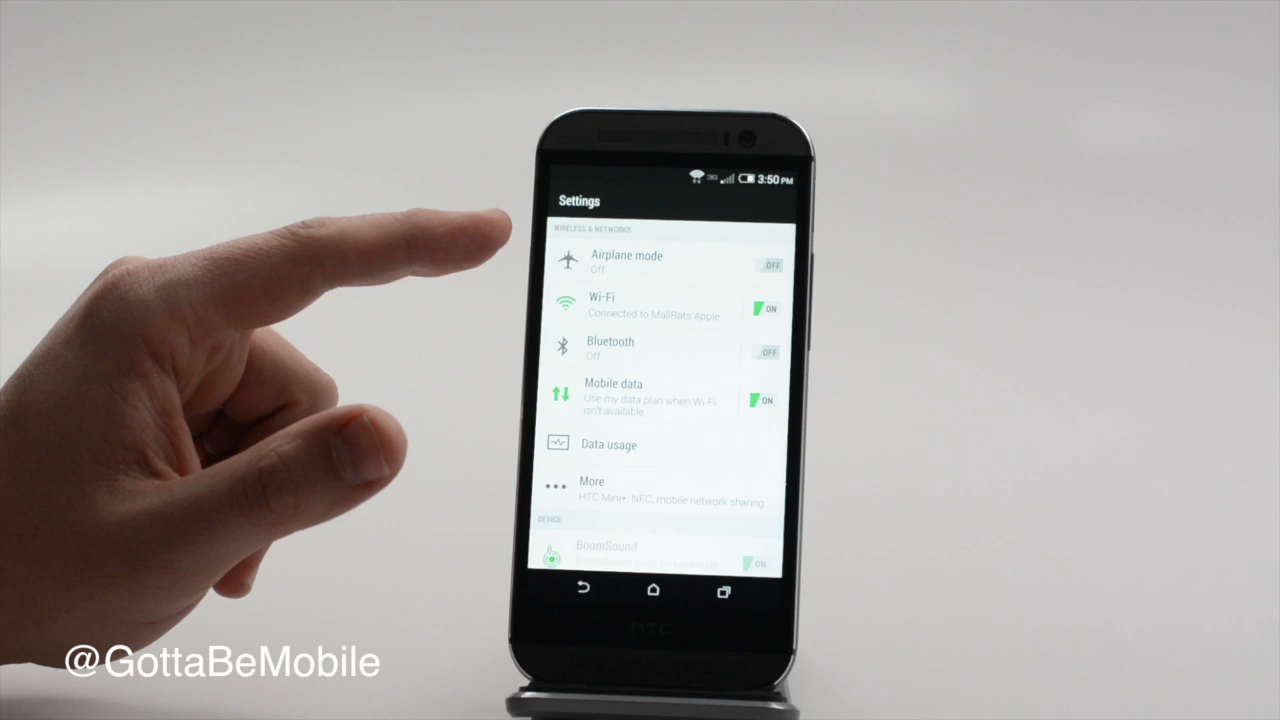 3G 3:50 PM
Settings
WIRELESS & NETWORKS
Airplane mode
Off
OFF
Wi-Fi
Connected to MallRats Apple
ON
Bluetooth
Off
OFF
Mobile data
Use my data plan when Wi-Fi
isn't available.
ON
Data usage
More
HTC Mini+, NFC, mobile network sharing,
DEVICE
BoomSound
ON
hTC
@GottaBeMobile